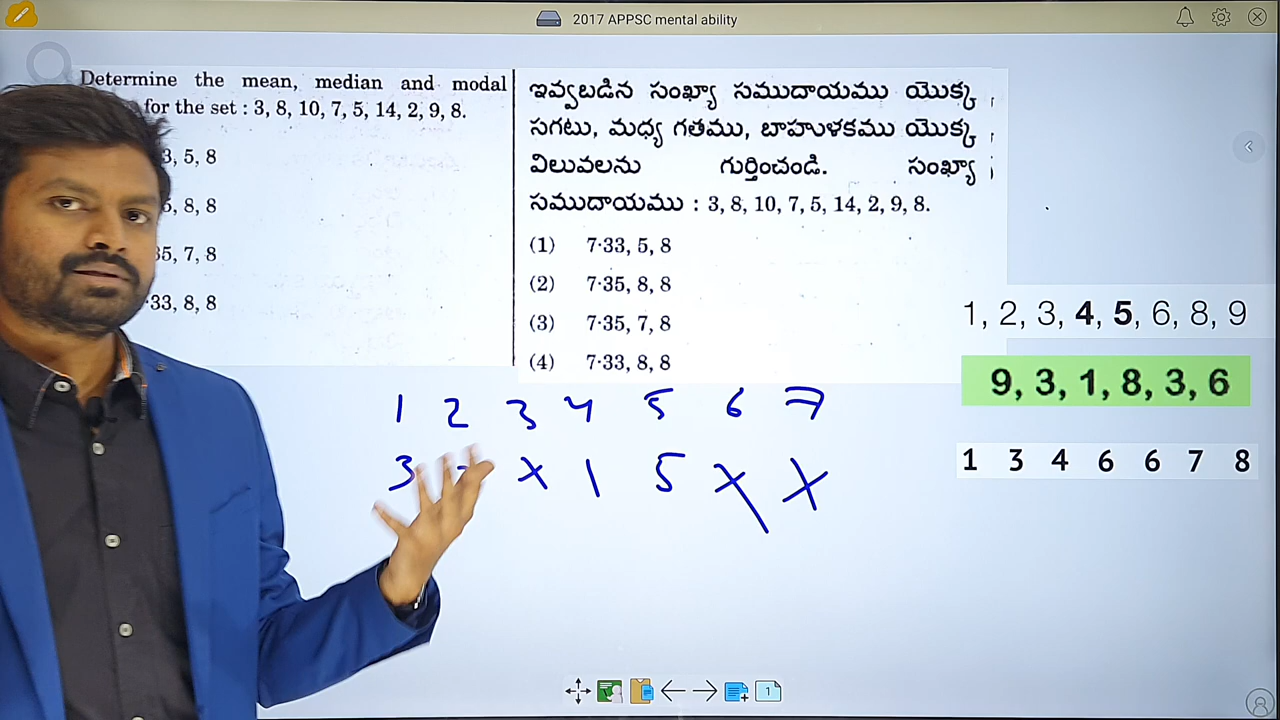 2017 APPSC mental ability
Determine the mean, median and modal
for the set : 3, 8, 10, 7, 5, 14, 2, 9, 8.
3, 5, 8
5, 8, 8
35, 7, 8
·33, 8, 8
ఇవ్వబడిన సంఖ్యా సముదాయము యొక్క
సగటు, మధ్య గతము, బాహుళకము యొక్క
విలువలను గుర్తించండి. సంఖ్యా
సముదాయము : 3, 8, 10, 7, 5, 14, 2, 9, 8.
(1) 7·33, 5, 8
(2) 7·35, 8, 8
(3) 7·35, 7, 8
(4) 7·33, 8, 8
1, 2, 3, 4, 5, 6, 8, 9
9, 3, 1, 8, 3, 6
1 3 4 6 6 7 8
1 2 3 4 5 6 7
3 x 1 5 x x
1